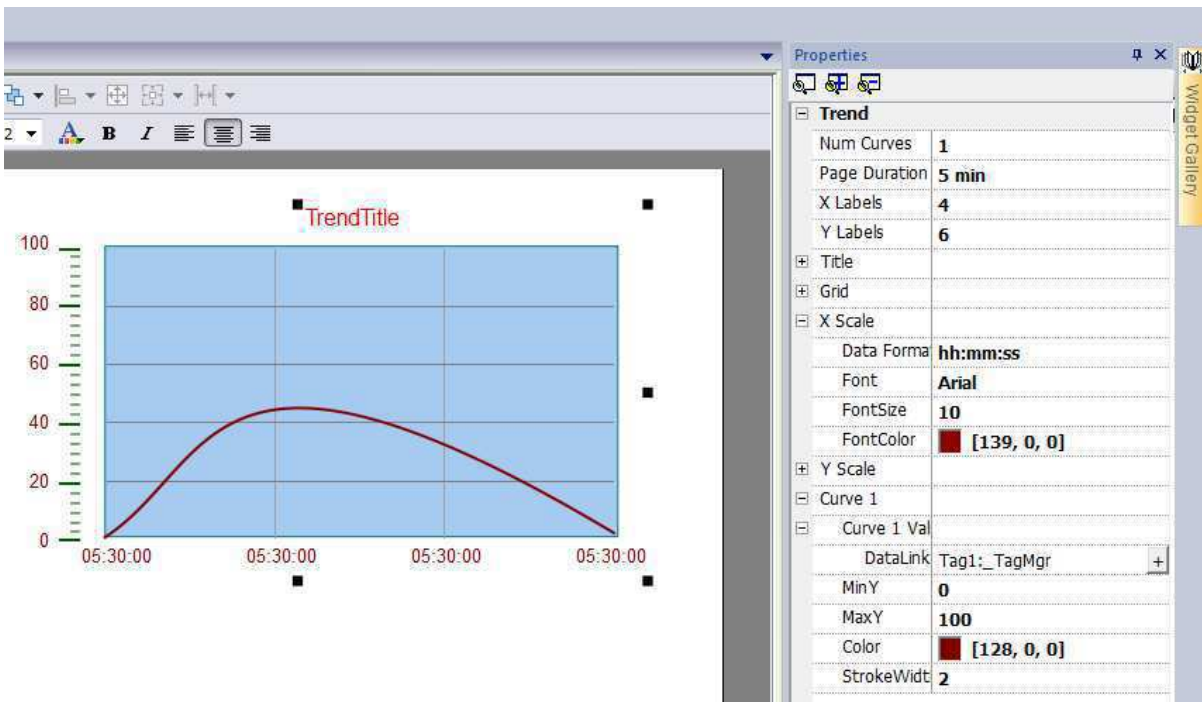 Properties
Widget Gallery
2
A B I
Trend
Num Curves 1
Page Duration 5 min
X Labels 4
Y Labels 6
Title
Grid
X Scale
Data Forma hh:mm:ss
Font Arial
FontSize 10
FontColor [139, 0, 0]
Y Scale
Curve 1
Curve 1 Val
DataLink Tag1:_TagMgr +
MinY 0
MaxY 100
Color [128, 0, 0]
StrokeWidt 2
TrendTitle
100
80
60
40
20
0
05:30:00 05:30:00 05:30:00 05:30:00